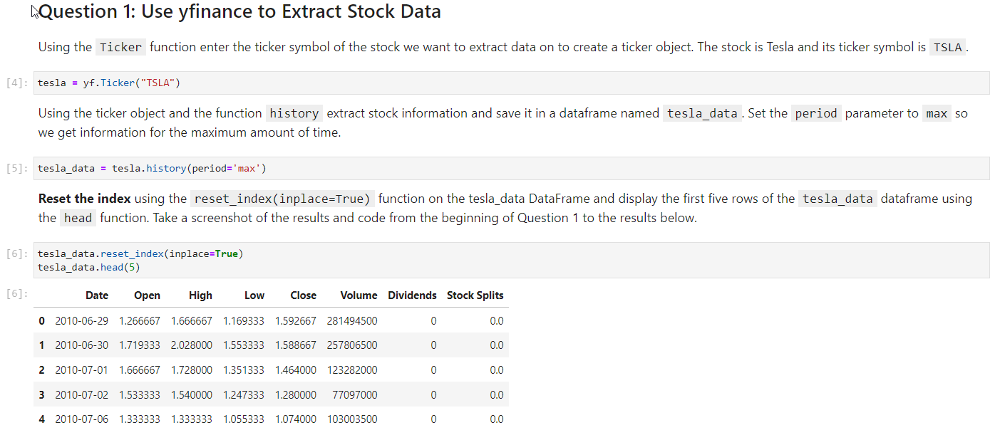 Question 1: Use yfinance to Extract Stock Data
Using the Ticker function enter the ticker symbol of the stock we want to extract data on to create a ticker object. The stock is Tesla and its ticker symbol is TSLA .
[4]: tesla = yf.Ticker("TSLA")
Using the ticker object and the function history extract stock information and save it in a dataframe named tesla_data . Set the period parameter to max so
we get information for the maximum amount of time.
[5]: tesla_data = tesla.history(period='max')
Reset the index using the reset_index(inplace=True) function on the tesla_data DataFrame and display the first five rows of the tesla_data dataframe using
the head function. Take a screenshot of the results and code from the beginning of Question 1 to the results below.
[6]: tesla_data.reset_index(inplace=True)
tesla_data.head(5)
[6]: Date Open High Low Close Volume Dividends Stock Splits
0 2010-06-29 1.266667 1.666667 1.169333 1.592667 281494500 0 0.0
1 2010-06-30 1.719333 2.028000 1.553333 1.588667 257806500 0 0.0
2 2010-07-01 1.666667 1.728000 1.351333 1.464000 123282000 0 0.0
3 2010-07-02 1.533333 1.540000 1.247333 1.280000 77097000 0 0.0
4 2010-07-06 1.333333 1.333333 1.055333 1.074000 103003500 0 0.0